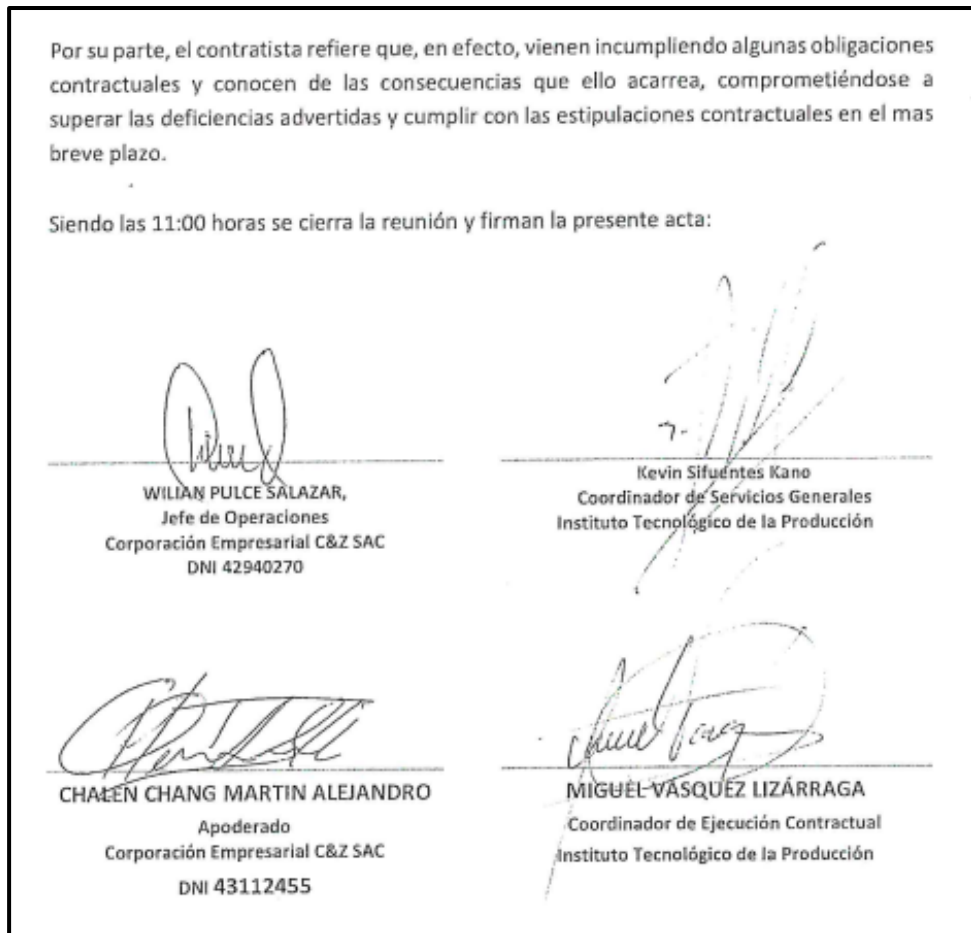 Por su parte, el contratista refiere que, en efecto, vienen incumpliendo algunas obligaciones
contractuales y conocen de las consecuencias que ello acarrea, comprometiéndose a
superar las deficiencias advertidas y cumplir con las estipulaciones contractuales en el mas
breve plazo.
Siendo las 11:00 horas se cierra la reunión y firman la presente acta:
WILIAN PULCE SALAZAR,
Jefe de Operaciones
Corporación Empresarial C&Z SAC
DNI 42940270
Kevin Sifuentes Kano
Coordinador de Servicios Generales
Instituto Tecnológico de la Producción
CHALEN CHANG MARTIN ALEJANDRO
Apoderado
Corporación Empresarial C&Z SAC
DNI 43112455
MIGUEL VÁSQUEZ LIZÁRRAGA
Coordinador de Ejecución Contractual
Instituto Tecnológico de la Producción